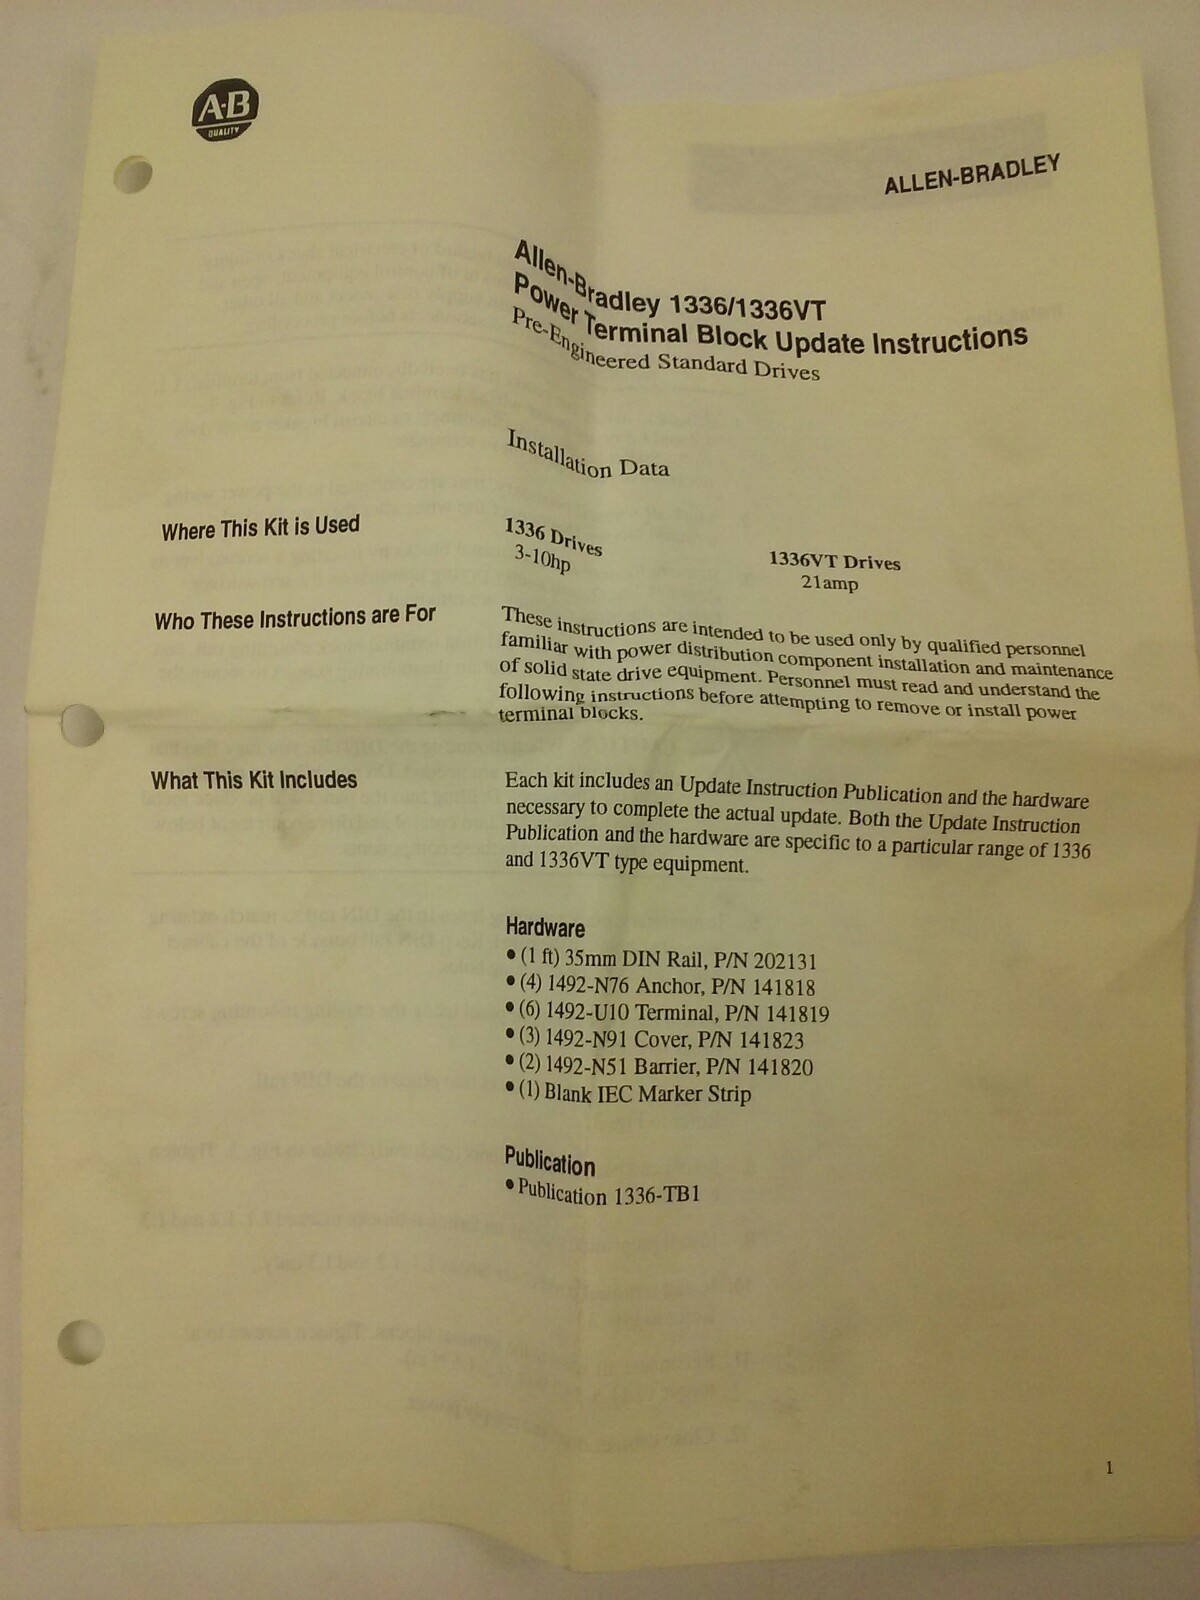 A-B
QUALITY
ALLEN-BRADLEY
Allen-Bradley 1336/1336VT
Power Terminal Block Update Instructions
Pre-Engineered Standard Drives
Installation Data
Where This Kit is Used
1336 Drives
3-10hp
1336VT Drives
21amp
Who These Instructions are For
These instructions are intended to be used only by qualified personnel
familiar with power distribution component installation and maintenance
of solid state drive equipment. Personnel must read and understand the
following instructions before attempting to remove or install power
terminal blocks.
What This Kit Includes
Each kit includes an Update Instruction Publication and the hardware
necessary to complete the actual update. Both the Update Instruction
Publication and the hardware are specific to a particular range of 1336
and 1336VT type equipment.
Hardware
• (1 ft) 35mm DIN Rail, P/N 202131
• (4) 1492-N76 Anchor, P/N 141818
• (6) 1492-U10 Terminal, P/N 141819
• (3) 1492-N91 Cover, P/N 141823
• (2) 1492-N51 Barrier, P/N 141820
• (1) Blank IEC Marker Strip
Publication
• Publication 1336-TB1
1